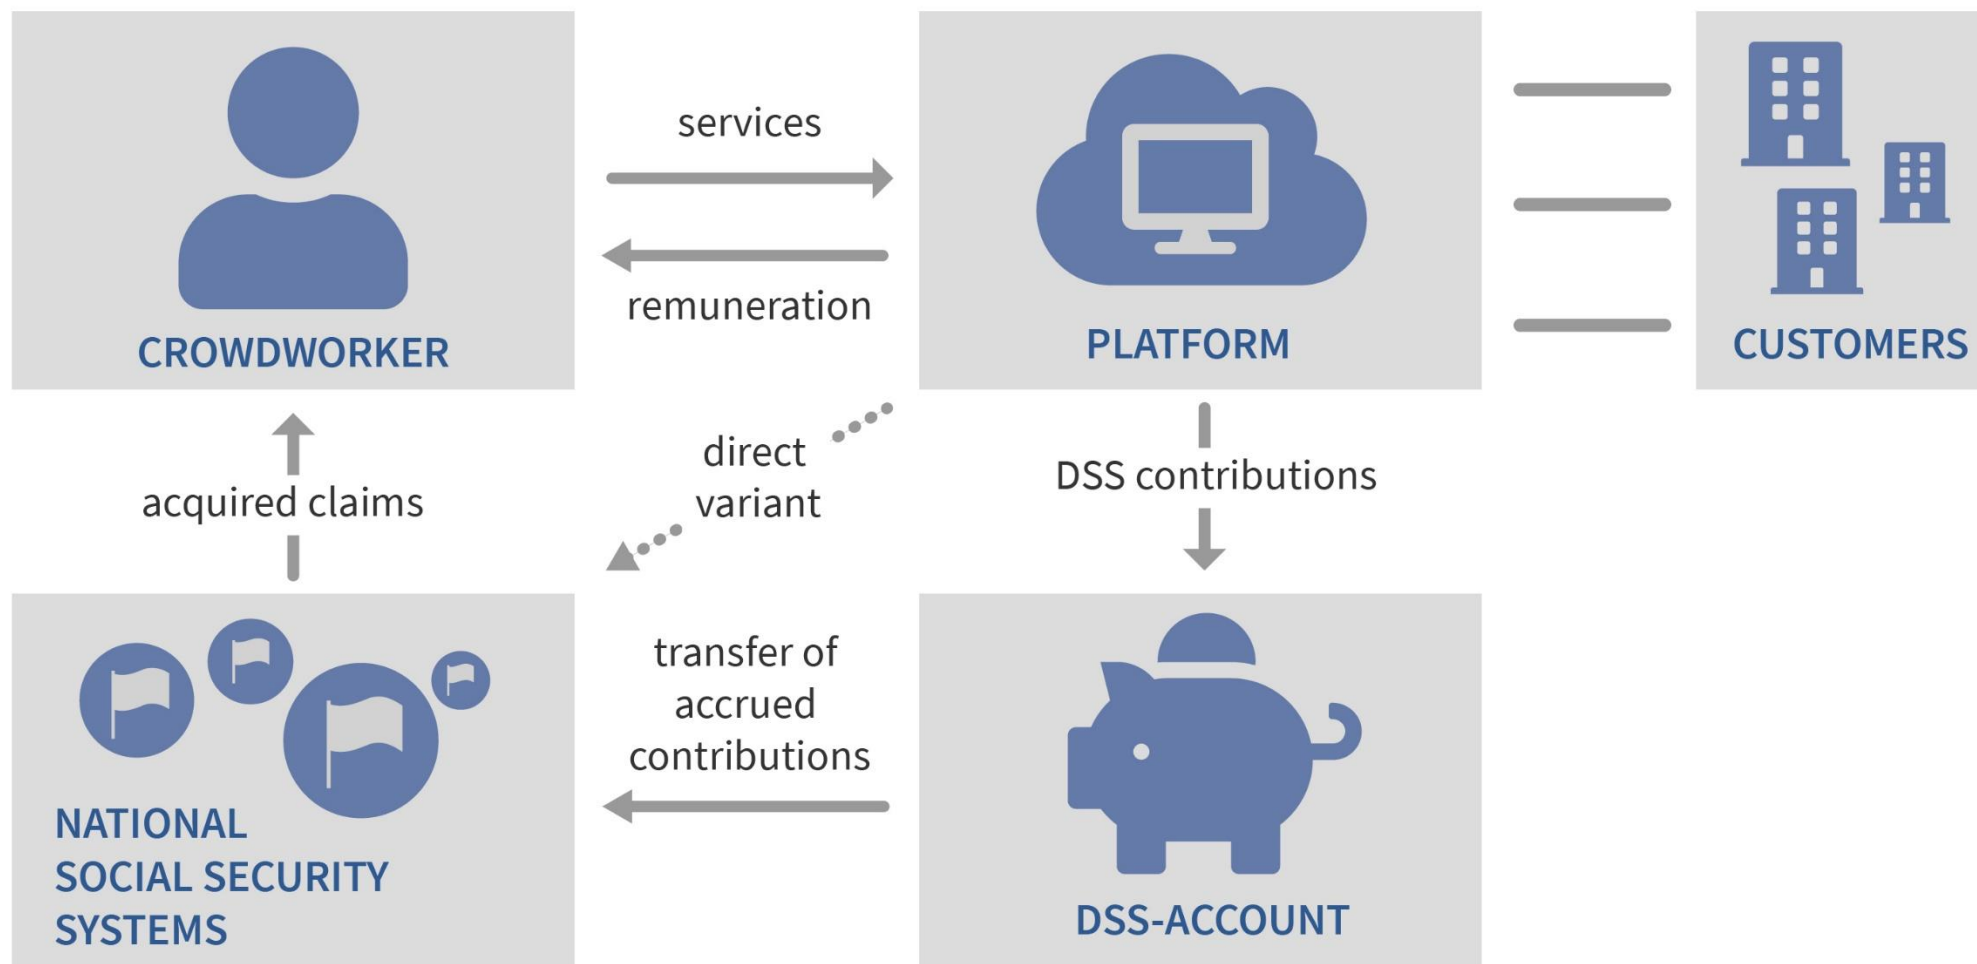 services
remuneration
CROWDWORKER
PLATFORM
CUSTOMERS
direct
variant
DSS contributions
acquired claims
transfer of
accrued
contributions
NATIONAL
SOCIAL SECURITY
SYSTEMS
DSS-ACCOUNT